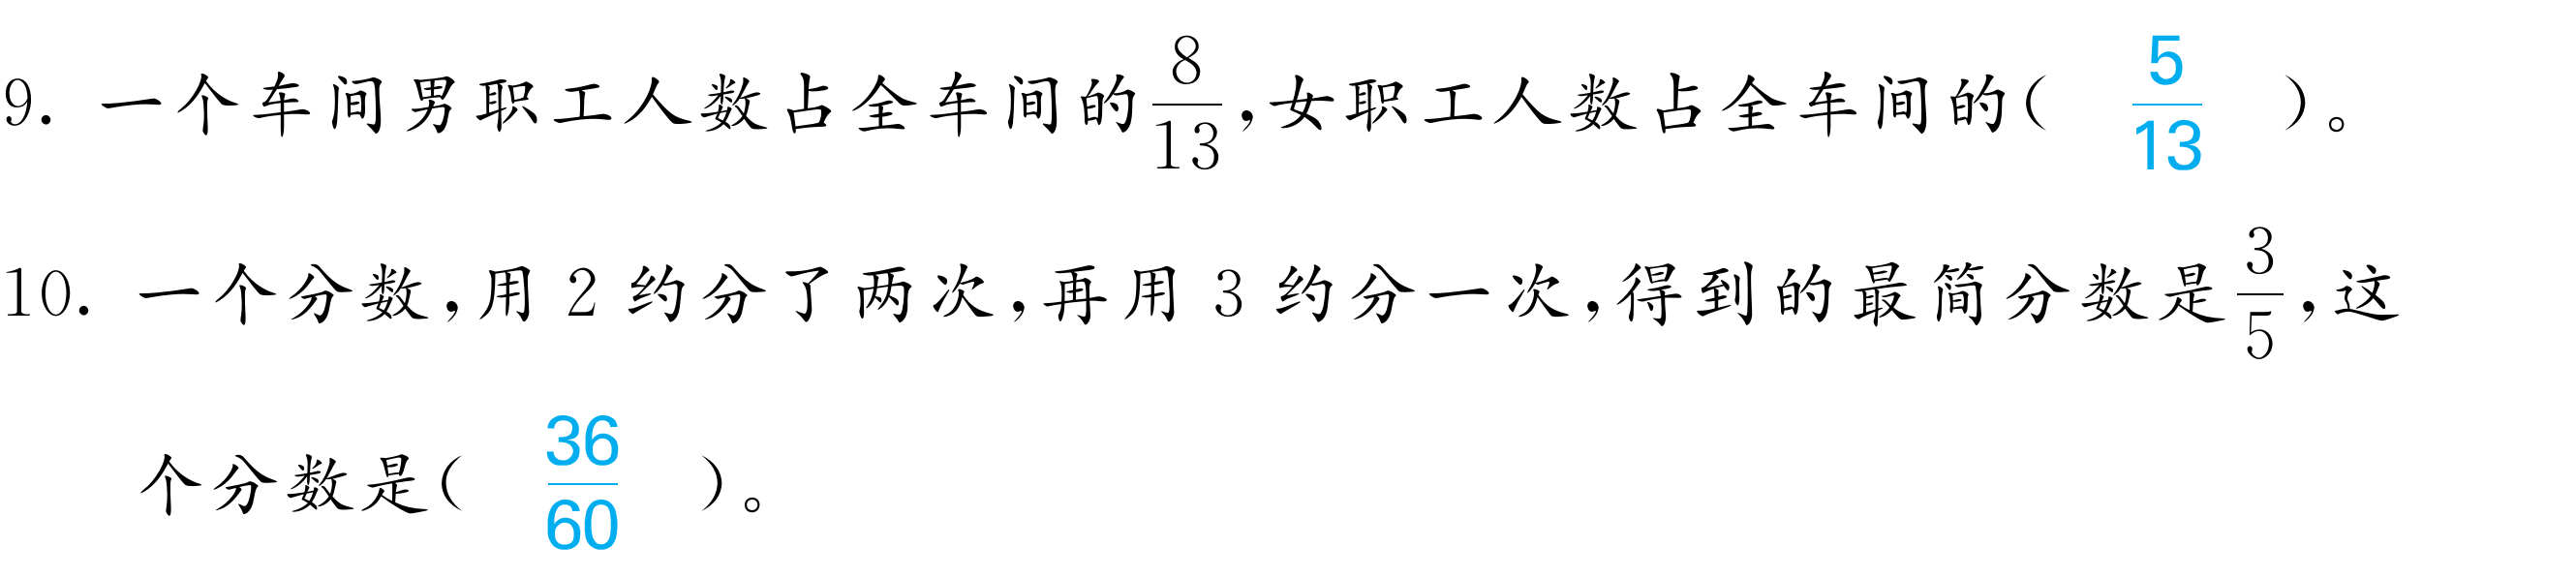 9. 一个车间男职工人数占全车间的 8/13 ,女职工人数占全车间的( 5/13 )。
10. 一个分数,用 2 约分了两次,再用 3 约分一次,得到的最简分数是 3/5 ,这
个分数是( 36/60 )。